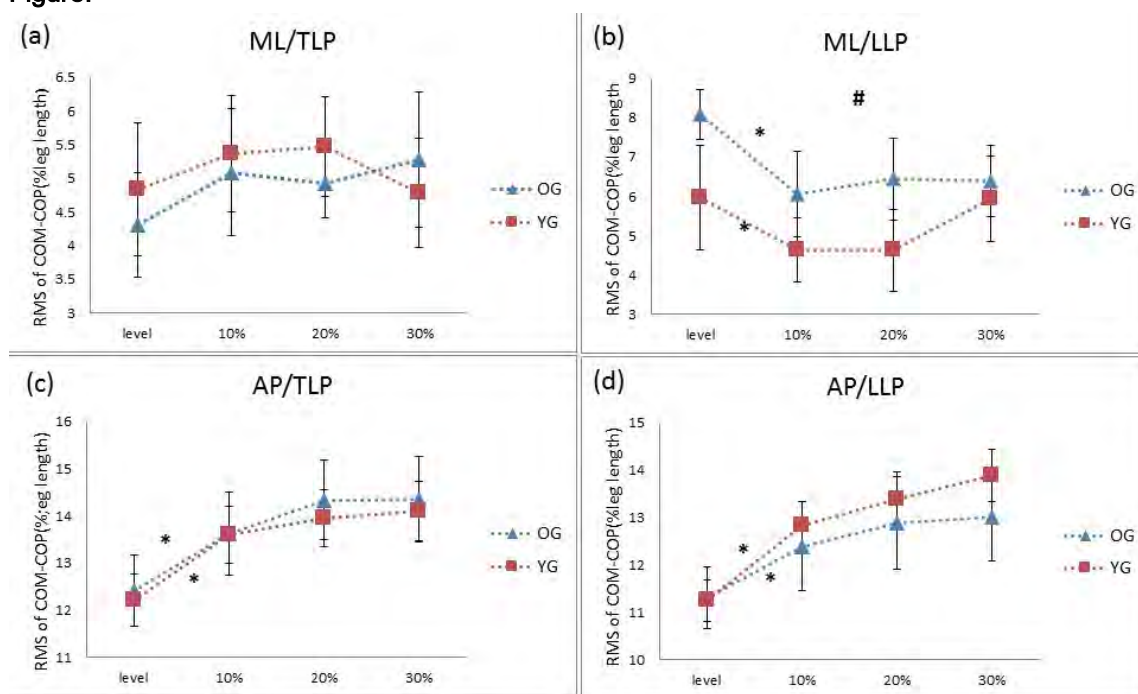 Figure.
(a) ML/TLP
RMS of COM-COP(%leg length)
6.5
6
5.5
5
4.5
4
3.5
3
level 10% 20% 30%
OG
YG
(b) ML/LLP
RMS of COM-COP(%leg length)
9
8
7
6
5
4
3
#
*
*
level 10% 20% 30%
OG
YG
(c) AP/TLP
RMS of COM-COP(%;eg length)
16
15
14
13
12
11
*
*
level 10% 20% 30%
OG
YG
(d) AP/LLP
RMS of COM-COP(%leg length)
15
14
13
12
11
10
*
*
level 10% 20% 30%
OG
YG